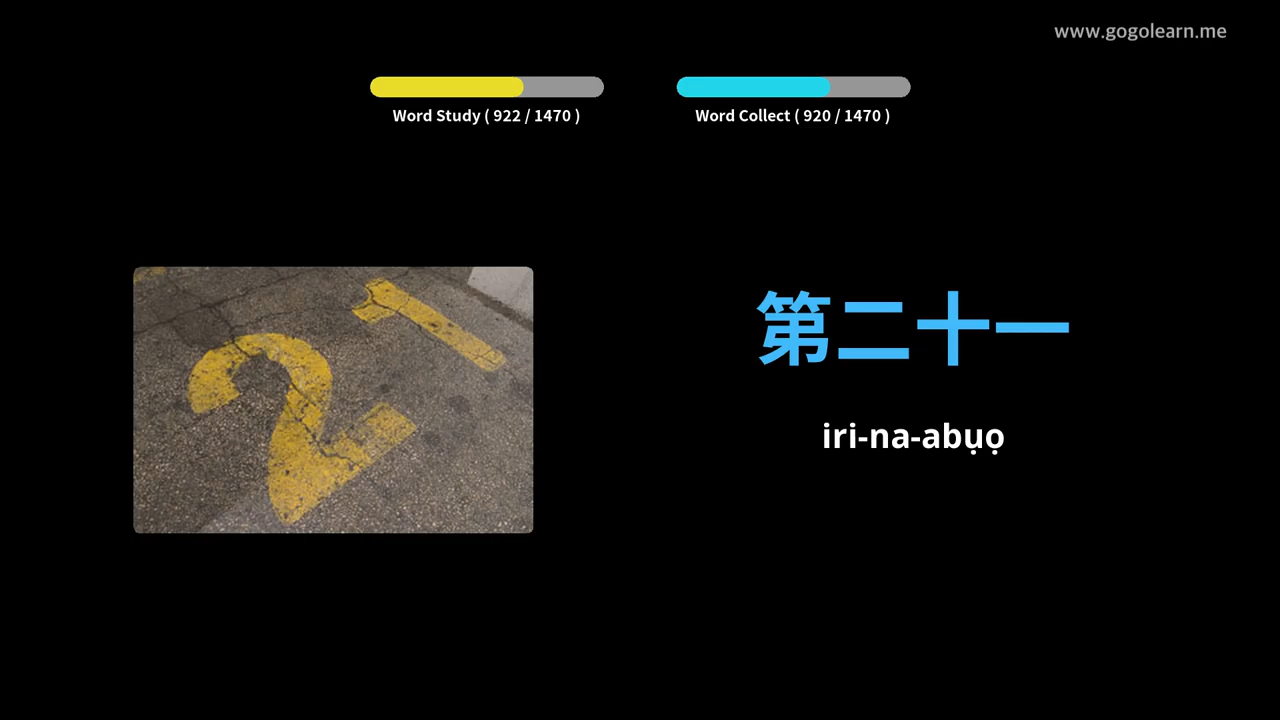 www.gogolearn.me
Word Study ( 922 / 1470 )
Word Collect ( 920 / 1470 )
21
第二十一
iri-na-abụọ